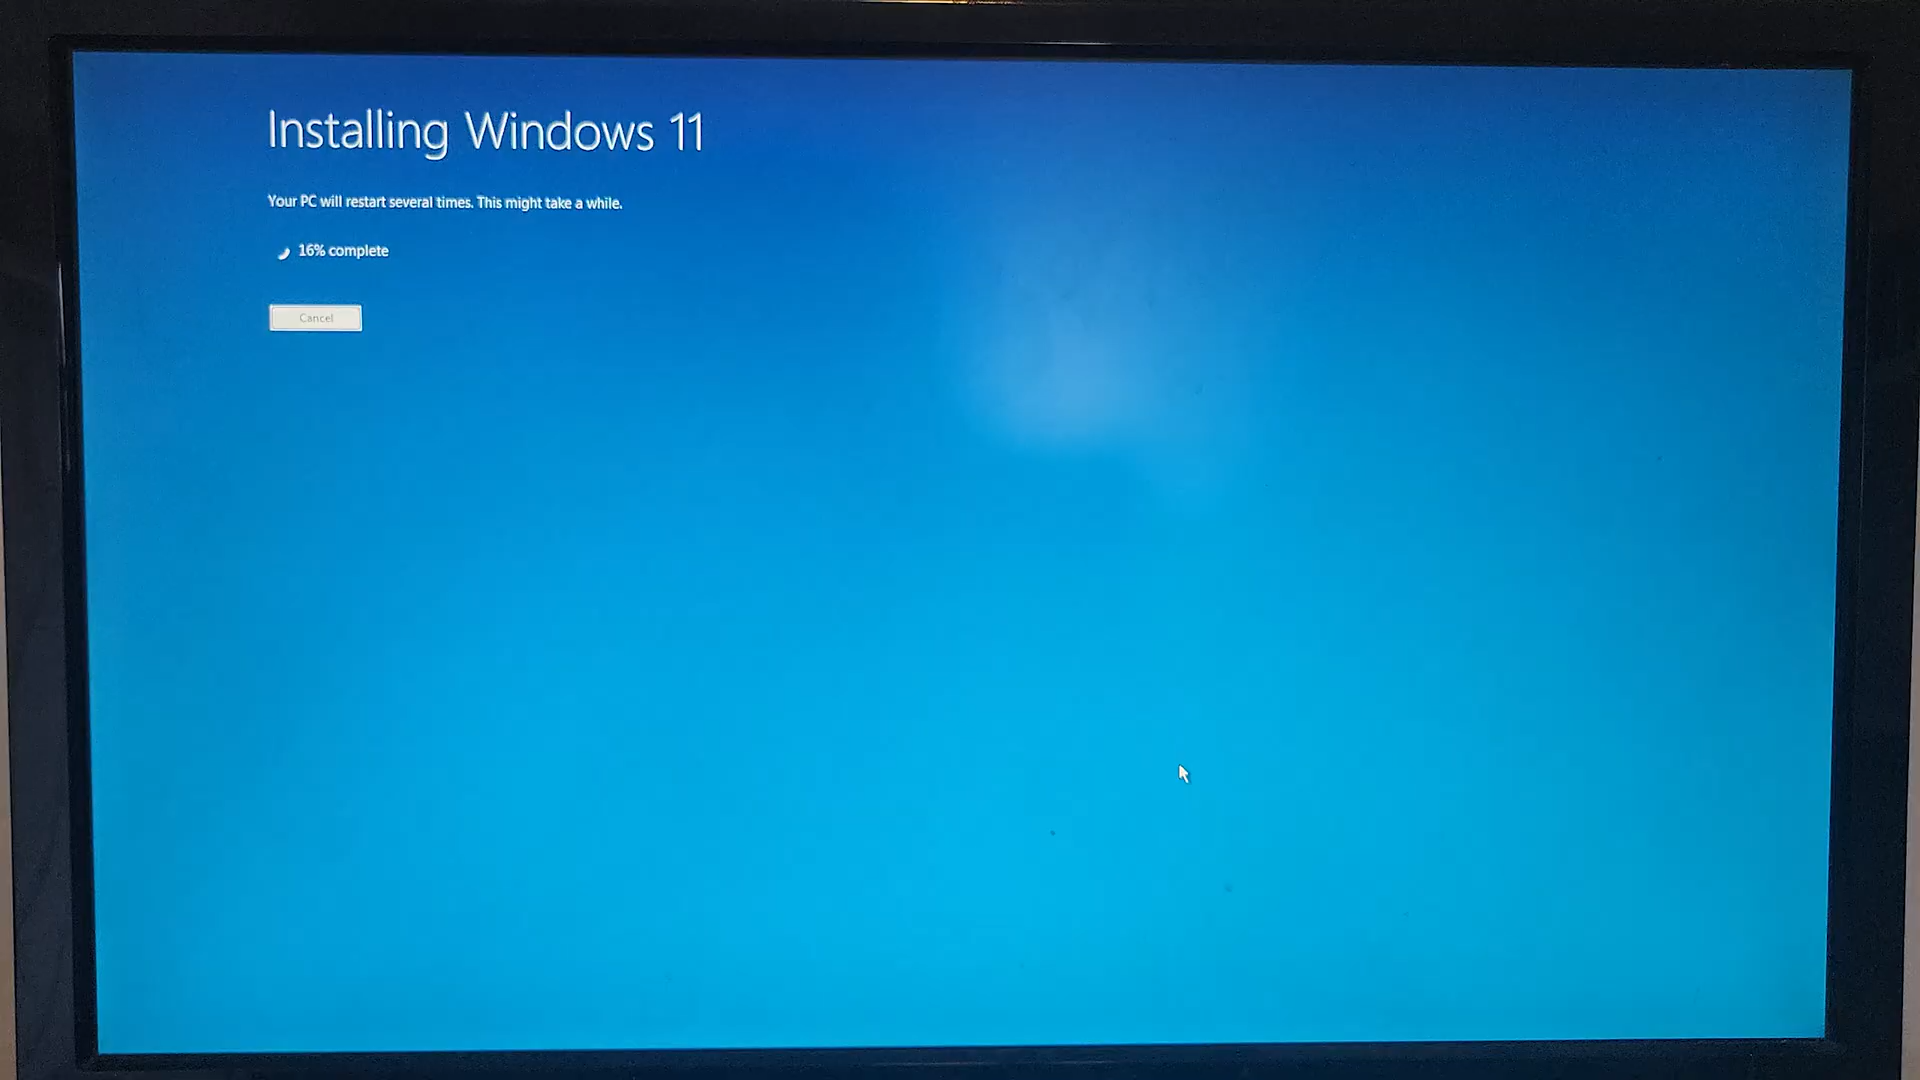 Installing Windows 11
Your PC will restart several times. This might take a while.
16% complete
Cancel